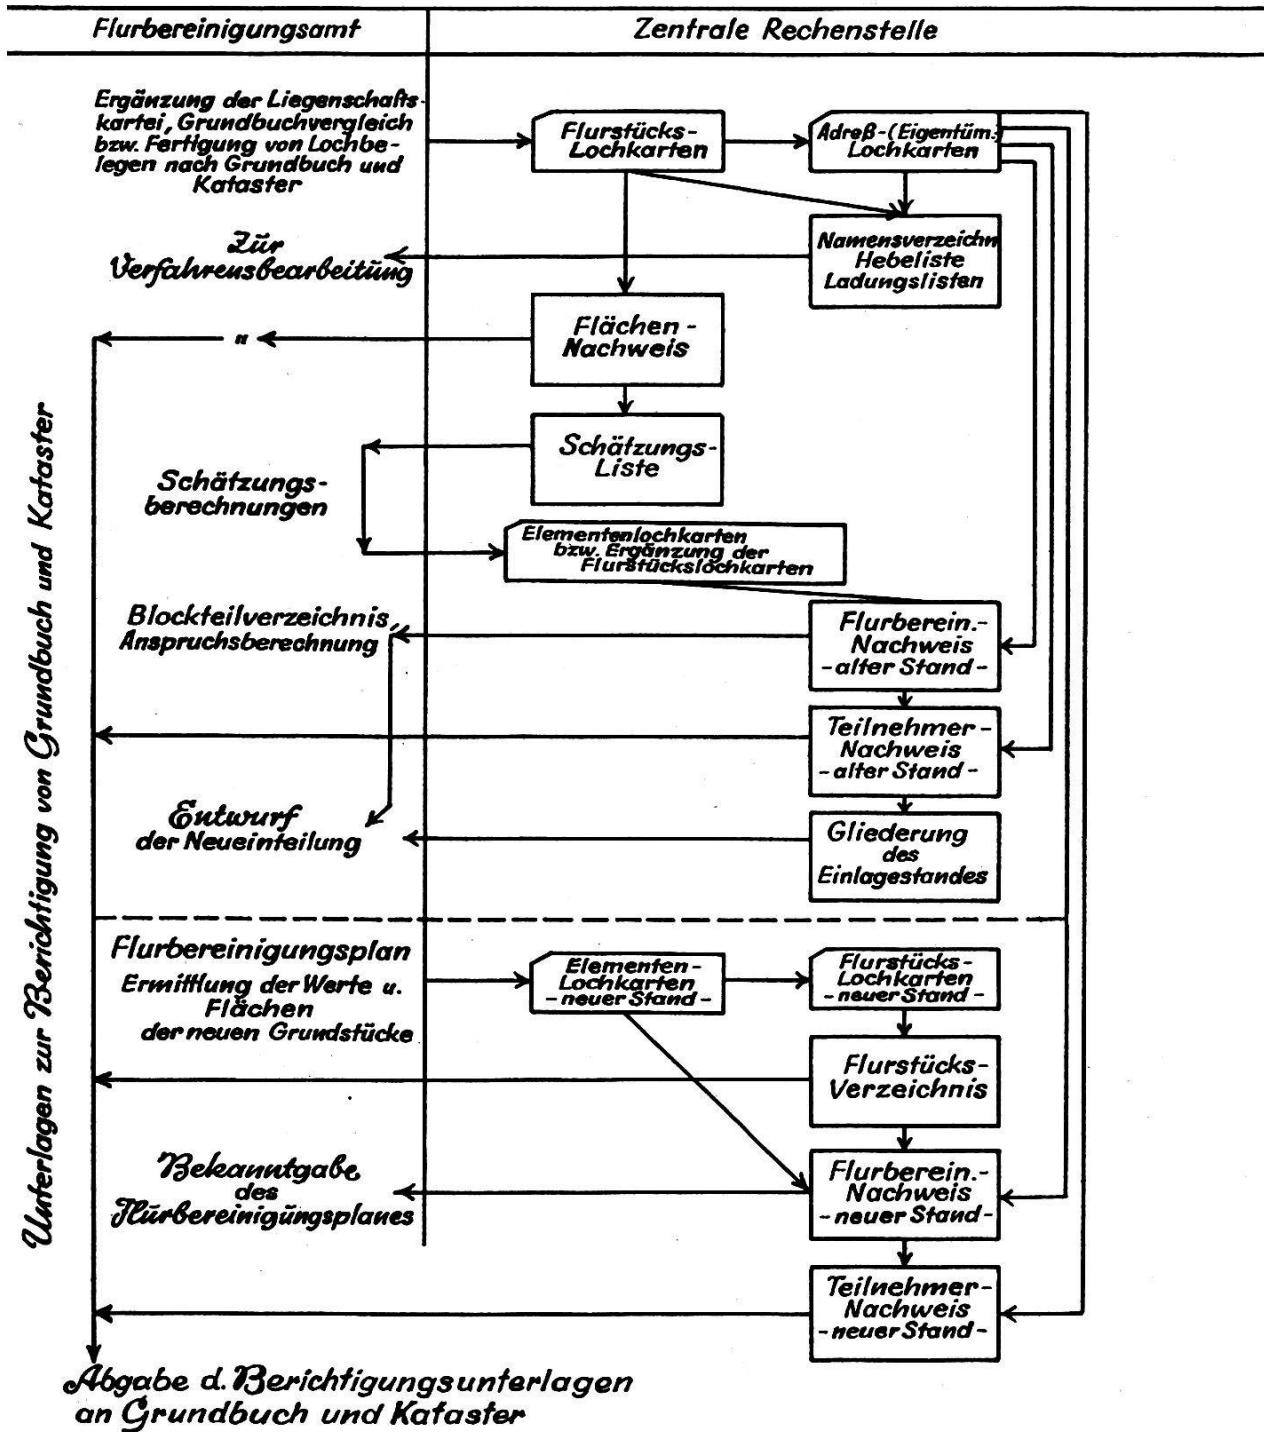 Flurbereinigungsamt
Zentrale Rechenstelle
Ergänzung der Liegenschafts-
kartei, Grundbuchvergleich
bzw. Fertigung von Lochbe-
legen nach Grundbuch und
Kataster
Flurstücks-
Lochkarten
Adreß-(Eigentüm.)
Lochkarten
Zur
Verfahrensbearbeitung
Namensverzeichn
Hebeliste
Ladungslisten
"
Flächen-
Nachweis
Schätzungs-
Liste
Schätzungs-
berechnungen
Elementenlochkarten
bzw. Ergänzung der
Flurstückslochkarten
Blockteilverzeichnis,
Anspruchsberechnung
Flurberein.-
Nachweis
-alter Stand-
Teilnehmer-
Nachweis
-alter Stand-
Entwurf
der Neueinteilung
Gliederung
des
Einlagestandes
Flurbereinigungsplan
Ermittlung der Werte u.
Flächen
der neuen Grundstücke
Elementen-
Lochkarten
-neuer Stand-
Flurstücks-
Lochkarten
-neuer Stand-
Flurstücks-
Verzeichnis
Bekanntgabe
des
Flurbereinigungsplanes
Flurberein.-
Nachweis
-neuer Stand-
Teilnehmer-
Nachweis
-neuer Stand-
Unterlagen zur Berichtigung von Grundbuch und Kataster
Abgabe d. Berichtigungsunterlagen
an Grundbuch und Kataster